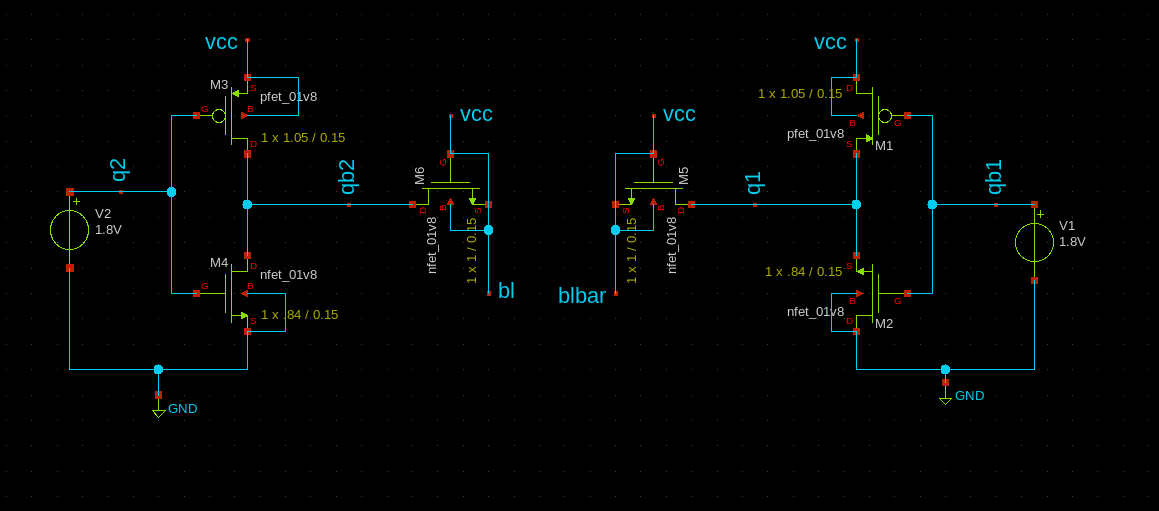 vcc
M3
S
G
B
pfet_01v8
D
1 x 1.05 / 0.15
q2
+
V2
1.8V
M4
D
nfet_01v8
G
B
1 x .84 / 0.15
S
GND
qb2
vcc
G
M6
D
B
S
nfet_01v8
1 x 1 / 0.15
bl
vcc
G
M5
S
B
D
1 x 1 / 0.15
nfet_01v8
blbar
q1
vcc
D
1 x 1.05 / 0.15
B
G
pfet_01v8
S
M1
qb1
+
V1
1.8V
1 x .84 / 0.15
S
B
G
nfet_01v8
D
M2
GND